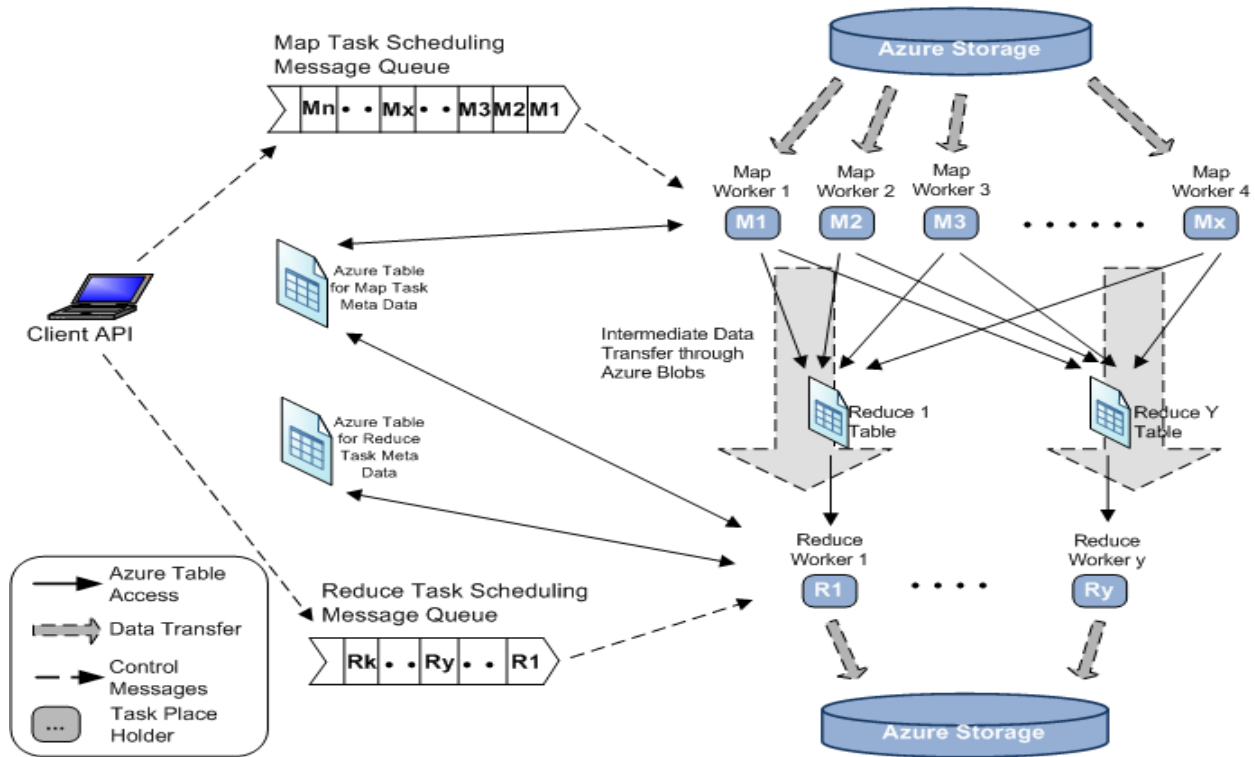 Map Task Scheduling
Message Queue
Mn • • Mx • • M3 M2 M1
Azure Storage
Map
Worker 1
Map
Worker 2
Map
Worker 3
Map
Worker 4
M1
M2
M3
• • • • • •
Mx
Azure Table
for Map Task
Meta Data
Client API
Intermediate Data
Transfer through
Azure Blobs
Reduce 1
Table
Reduce Y
Table
Azure Table
for Reduce
Task Meta
Data
Reduce
Worker 1
Reduce
Worker y
R1
• • • •
Ry
Reduce Task Scheduling
Message Queue
Rk • • Ry • • R1
Azure Storage
Azure Table
Access
Data Transfer
Control
Messages
...
Task Place
Holder